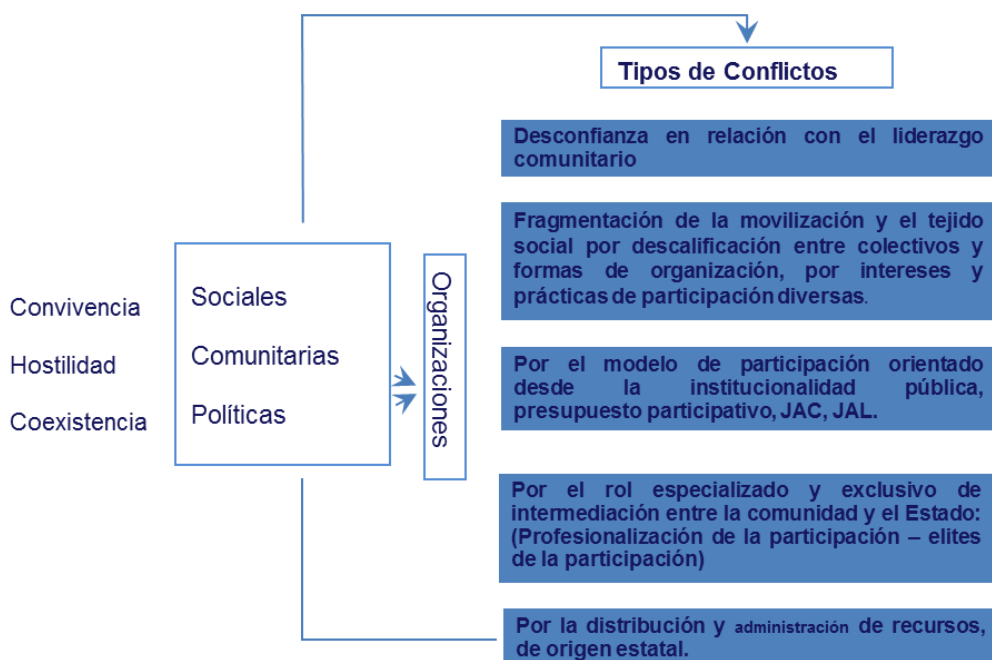 Tipos de Conflictos
Desconfianza en relación con el liderazgo
comunitario
Fragmentación de la movilización y el tejido
social por descalificación entre colectivos y
formas de organización, por intereses y
prácticas de participación diversas.
Convivencia
Hostilidad
Coexistencia
Sociales
Comunitarias
Políticas
Organizaciones
Por el modelo de participación orientado
desde la institucionalidad pública,
presupuesto participativo, JAC, JAL.
Por el rol especializado y exclusivo de
intermediación entre la comunidad y el Estado:
(Profesionalización de la participación – elites
de la participación)
Por la distribución y administración de recursos,
de origen estatal.